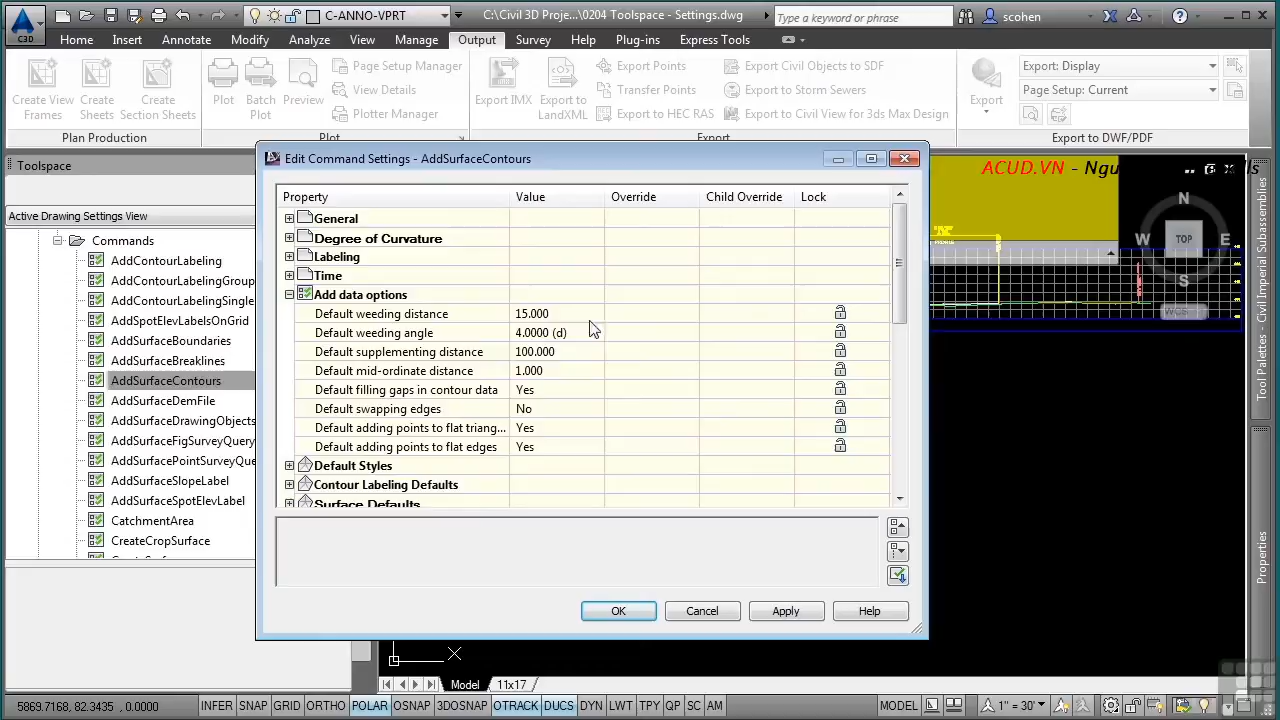 C-ANNO-VPRT
C:\Civil 3D Proje...\0204 Toolspace - Settings.dwg
Type a keyword or phrase
scohen
C3D
Home Insert Annotate Modify Analyze View Manage Output Survey Help Plug-ins Express Tools
Create View Frames
Create Sheets
Create Section Sheets
Plan Production
Plot
Batch Plot
Preview
Page Setup Manager
View Details
Plotter Manager
Plot
Export IMX
Export to LandXML
Export Points
Transfer Points
Export to HEC RAS
Export Civil Objects to SDF
Export to Storm Sewers
Export to Civil View for 3ds Max Design
Export
Export
Export: Display
Page Setup: Current
Export to DWF/PDF
Toolspace
Active Drawing Settings View
Commands
AddContourLabeling
AddContourLabelingGroup
AddContourLabelingSingle
AddSpotElevLabelsOnGrid
AddSurfaceBoundaries
AddSurfaceBreaklines
AddSurfaceContours
AddSurfaceDemFile
AddSurfaceDrawingObjects
AddSurfaceFigSurveyQuery
AddSurfacePointSurveyQue
AddSurfaceSlopeLabel
AddSurfaceSpotElevLabel
CatchmentArea
CreateCropSurface
Edit Command Settings - AddSurfaceContours
Property Value Override Child Override Lock
General
Degree of Curvature
Labeling
Time
Add data options
Default weeding distance 15.000
Default weeding angle 4.0000 (d)
Default supplementing distance 100.000
Default mid-ordinate distance 1.000
Default filling gaps in contour data Yes
Default swapping edges No
Default adding points to flat triang... Yes
Default adding points to flat edges Yes
Default Styles
Contour Labeling Defaults
Surface Defaults
OK Cancel Apply Help
ACUD.VN - Ngu
N
W TOP E
S
WCS
Tool Palettes - Civil Imperial Subassemblies
Properties
Model 11x17
5869.7168, 82.3435, 0.0000 INFER SNAP GRID ORTHO POLAR OSNAP 3DOSNAP OTRACK DUCS DYN LWT TPY QP SC AM MODEL 1" = 30'